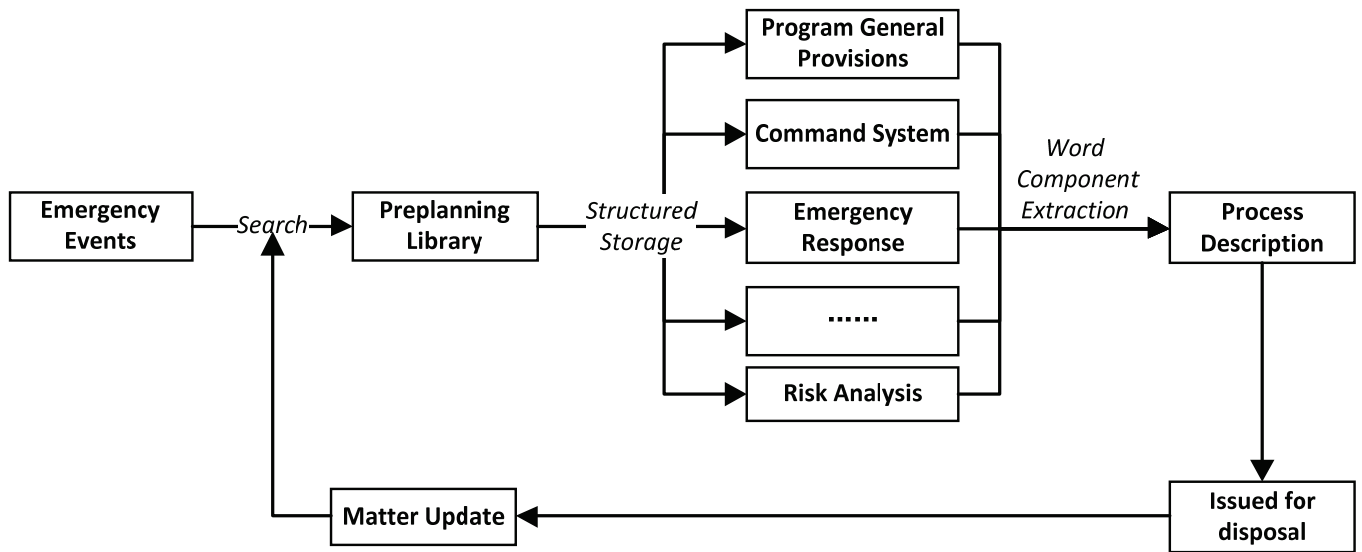 Emergency
Events
Search
Preplanning
Library
Structured
Storage
Program General
Provisions
Command System
Emergency
Response
......
Risk Analysis
Word
Component
Extraction
Process
Description
Issued for
disposal
Matter Update